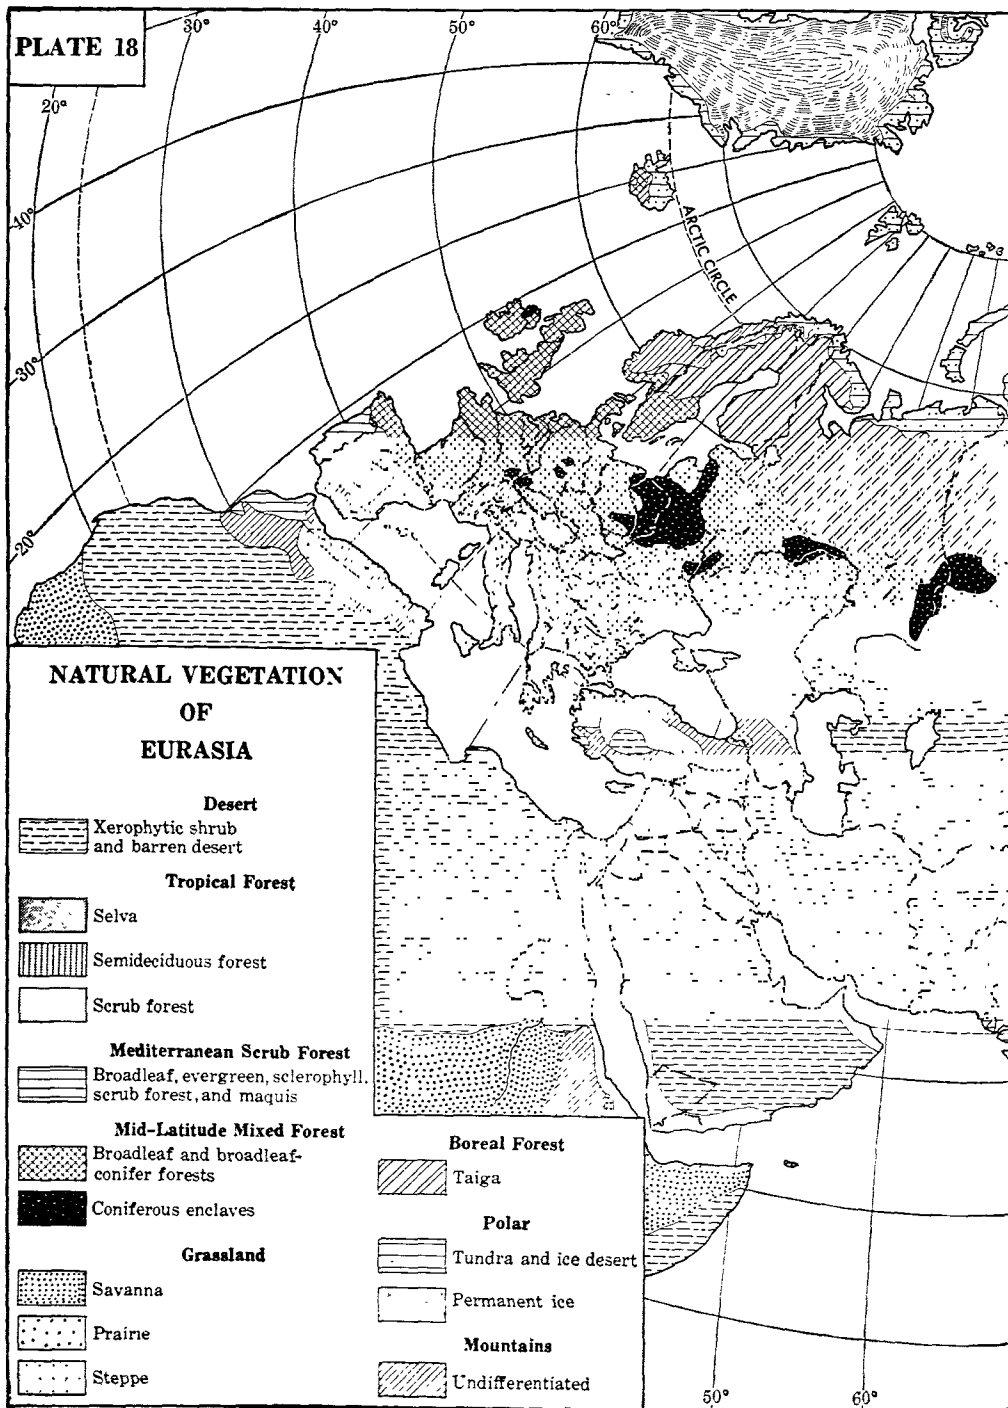 PLATE 18
30°
40°
50°
60°
20°
10°
30°
20°
ARCTIC CIRCLE
NATURAL VEGETATION
OF
EURASIA
Desert
Xerophytic shrub
and barren desert
Tropical Forest
Selva
Semideciduous forest
Scrub forest
Mediterranean Scrub Forest
Broadleaf, evergreen, sclerophyll,
scrub forest, and maquis
Mid-Latitude Mixed Forest
Broadleaf and broadleaf-
conifer forests
Coniferous enclaves
Grassland
Savanna
Prairie
Steppe
Boreal Forest
Taiga
Polar
Tundra and ice desert
Permanent ice
Mountains
Undifferentiated
50°
60°